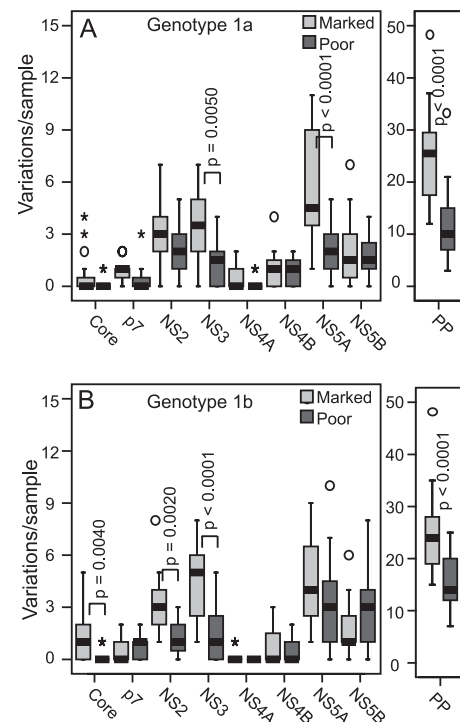 A
Genotype 1a
Marked
Poor
Variations/sample
15
12
9
6
3
0
p = 0.0050
p < 0.0001
Core
p7
NS2
NS3
NS4A
NS4B
NS5A
NS5B
50
40
30
20
10
0
p < 0.0001
PP
B
Genotype 1b
Marked
Poor
Variations/sample
15
12
9
6
3
0
p = 0.0040
p = 0.0020
p < 0.0001
Core
p7
NS2
NS3
NS4A
NS4B
NS5A
NS5B
50
40
30
20
10
0
p < 0.0001
PP